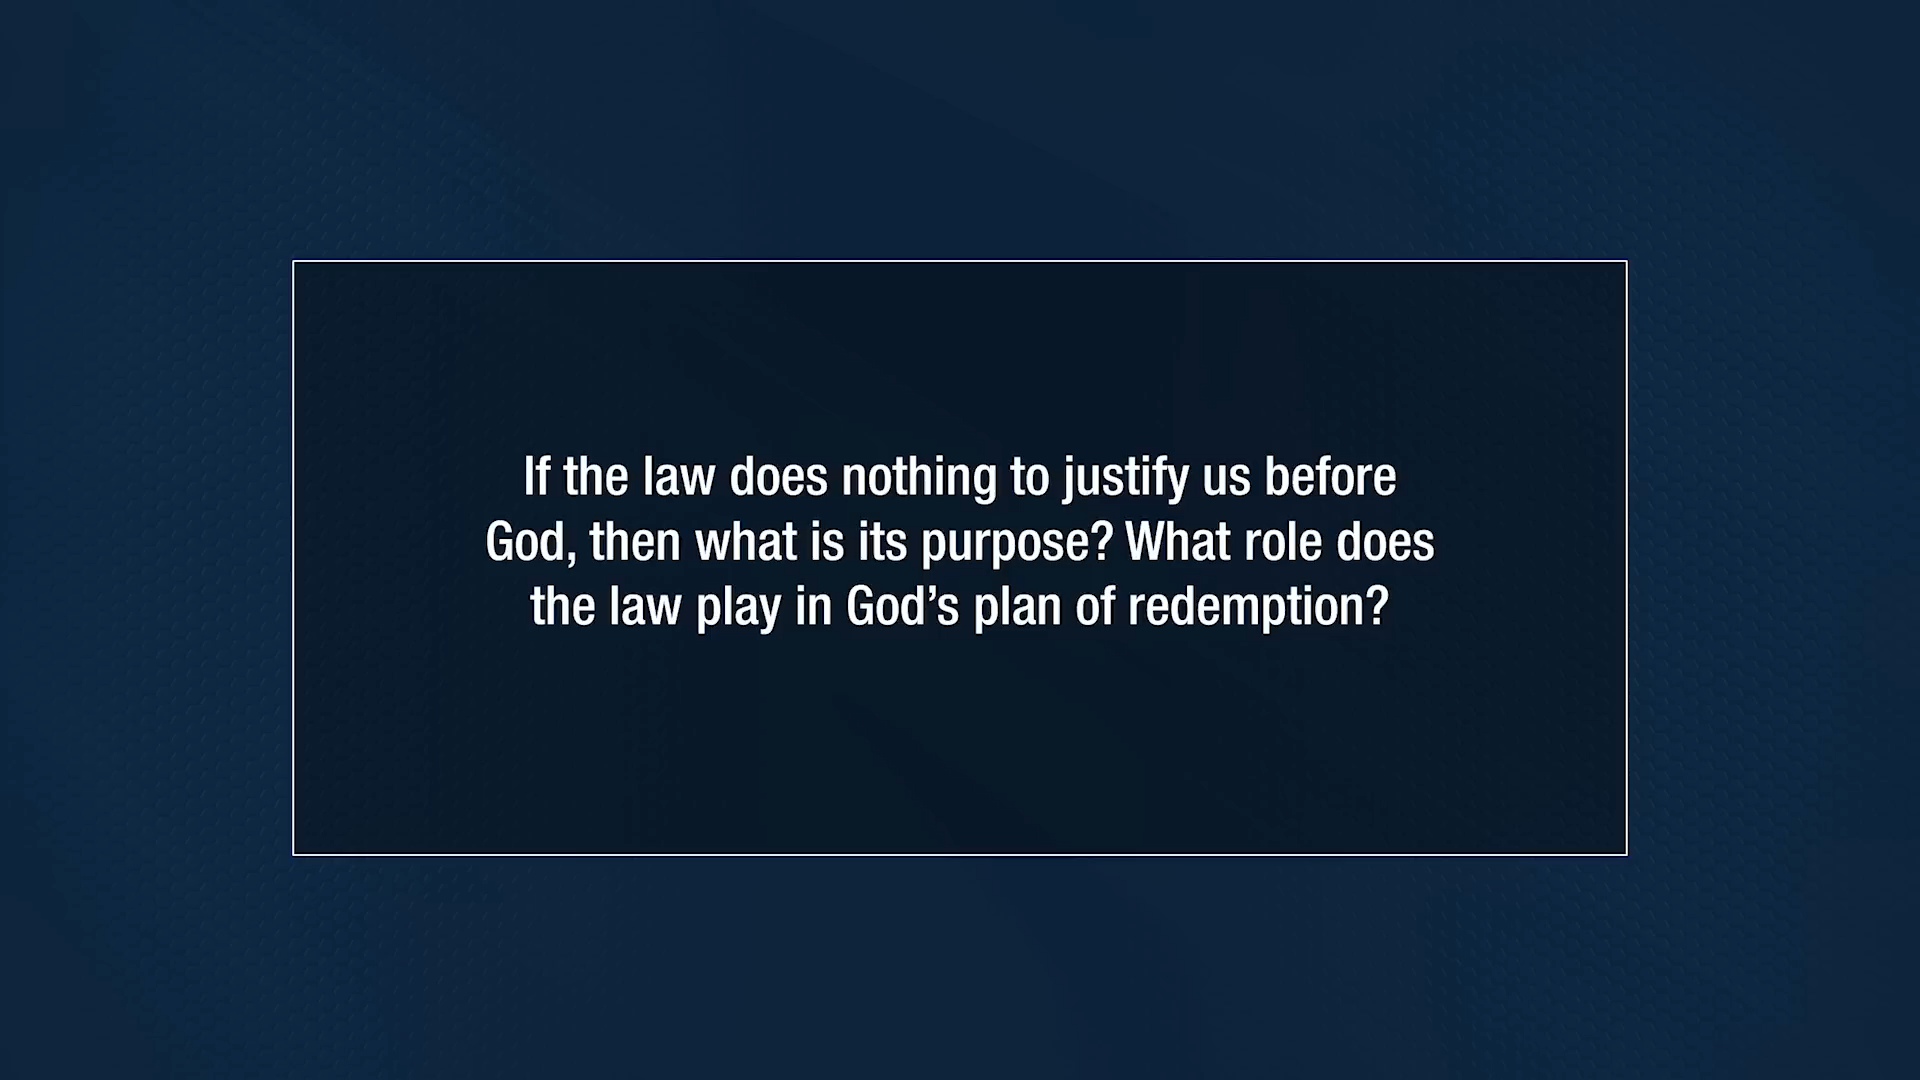 If the law does nothing to justify us before
God, then what is its purpose? What role does
the law play in God’s plan of redemption?